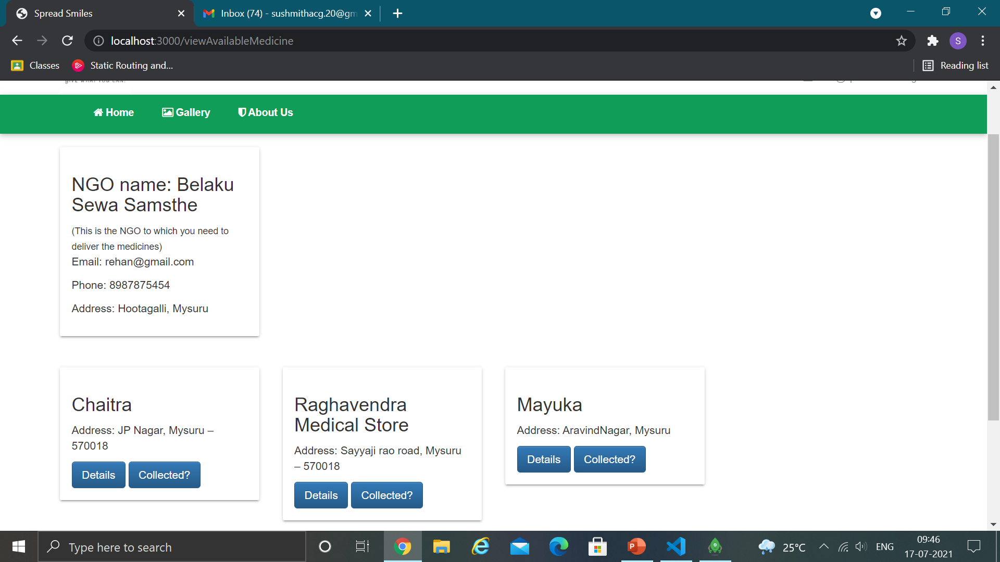 Spread Smiles
Inbox (74) - sushmithacg.20@gm
localhost:3000/viewAvailableMedicine
S
Classes
Static Routing and...
Reading list
GIVE WHAT YOU CAN!
Home
Gallery
About Us
NGO name: Belaku
Sewa Samsthe
(This is the NGO to which you need to
deliver the medicines)
Email: rehan@gmail.com
Phone: 8987875454
Address: Hootagalli, Mysuru
Chaitra
Address: JP Nagar, Mysuru –
570018
Details
Collected?
Raghavendra
Medical Store
Address: Sayyaji rao road, Mysuru
– 570018
Details
Collected?
Mayuka
Address: AravindNagar, Mysuru
Details
Collected?
Type here to search
25°C
ENG
09:46
17-07-2021